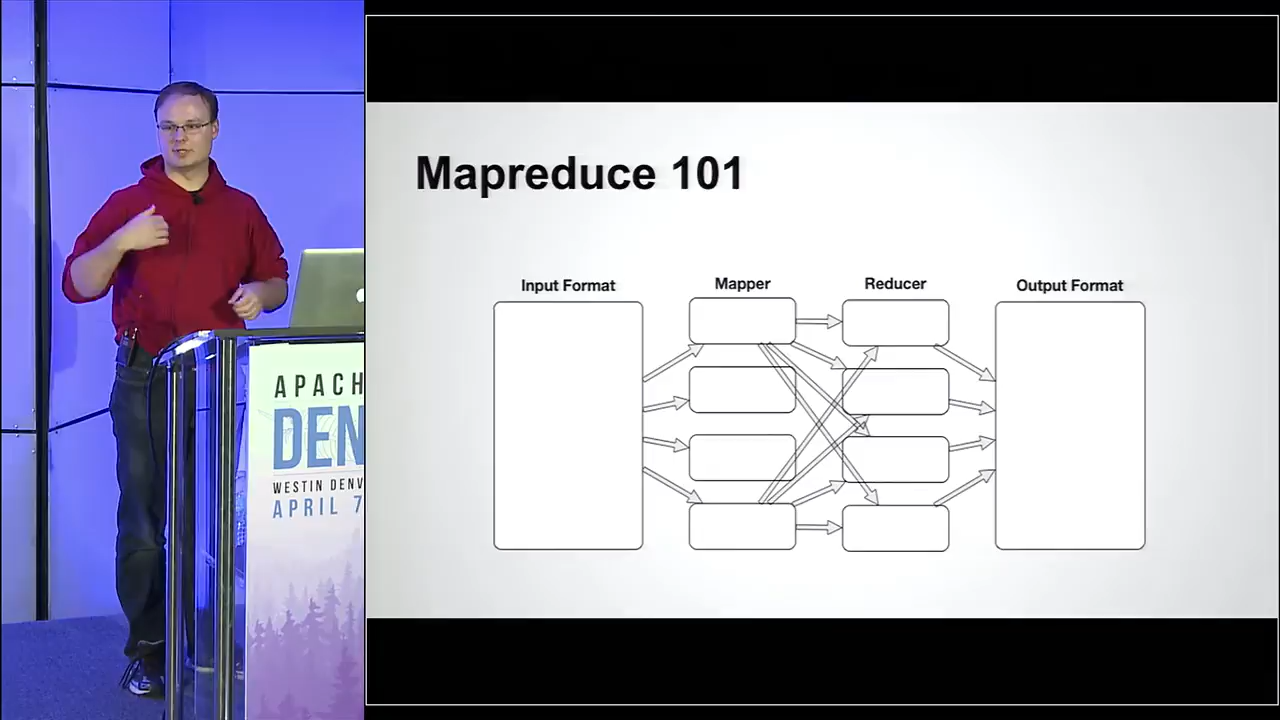 Mapreduce 101
Input Format
Mapper
Reducer
Output Format
APACH
DEN
WESTIN DENV
APRIL 7